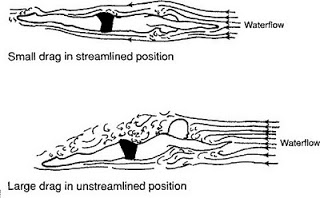 Waterflow
Small drag in streamlined position
Waterflow
Large drag in unstreamlined position